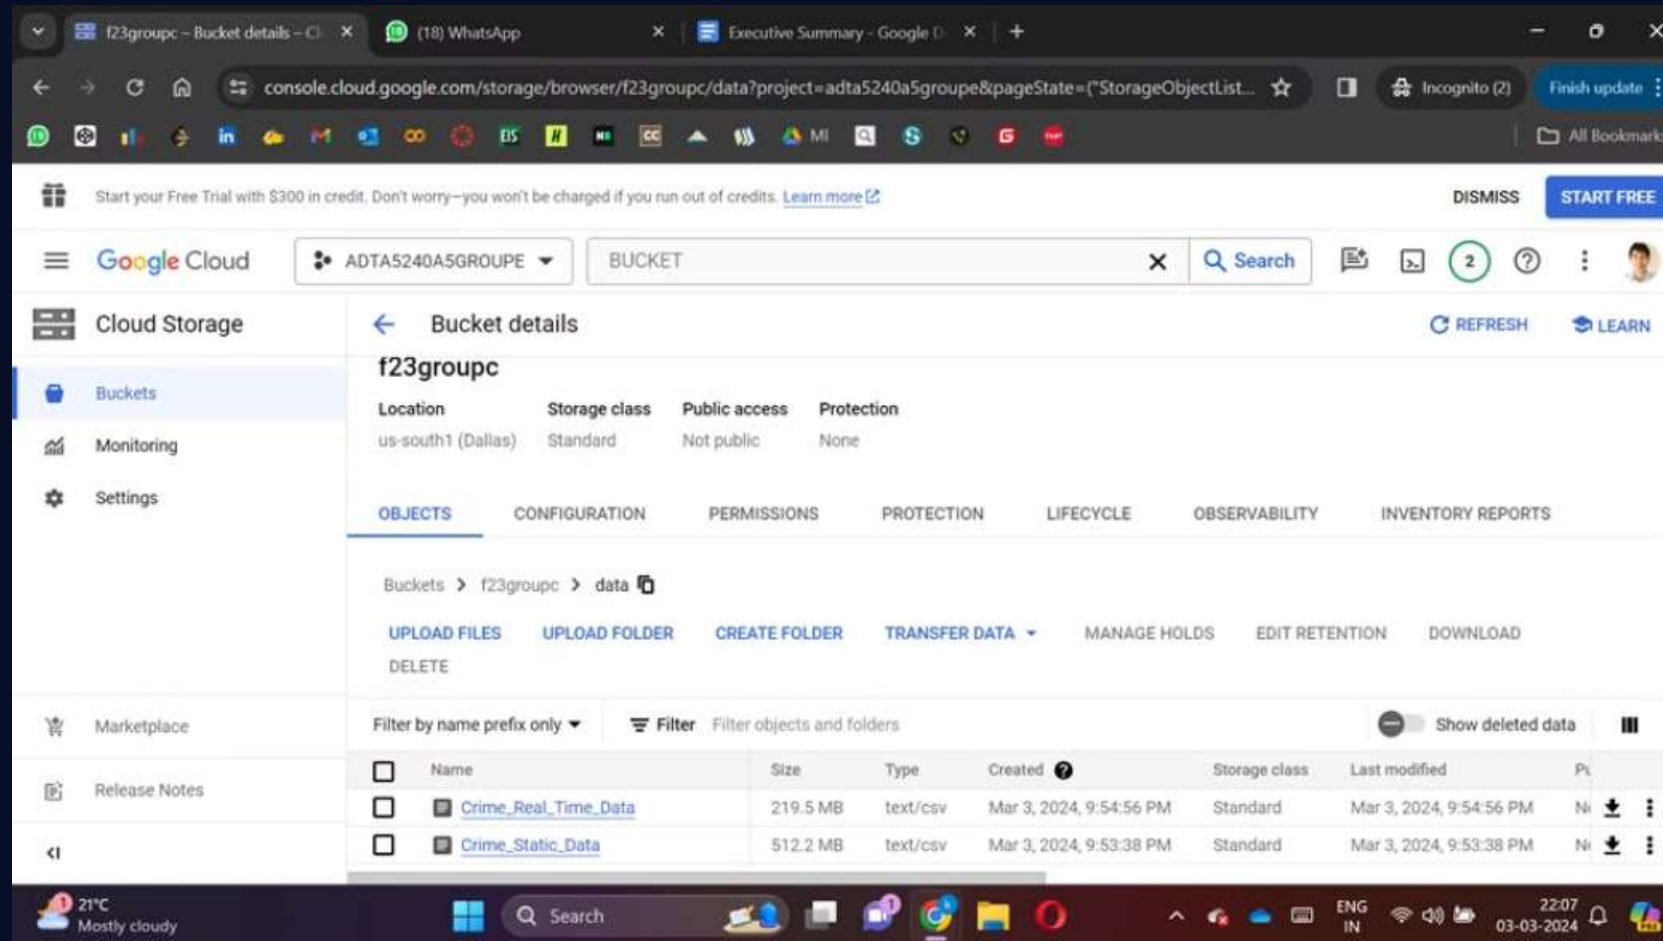 f23groupc – Bucket details – Cl
(18) WhatsApp
Executive Summary - Google D
console.cloud.google.com/storage/browser/f23groupc/data?project=adta5240a5groupe&pageState=("StorageObjectList...
Incognito (2)
Finish update
in EIS H CC MI G
All Bookmarks
Start your Free Trial with $300 in credit. Don't worry—you won't be charged if you run out of credits. Learn more
DISMISS
START FREE
Google Cloud
ADTA5240A5GROUPE
BUCKET
Search
2
Cloud Storage
Bucket details
REFRESH
LEARN
f23groupc
Buckets
Location Storage class Public access Protection
us-south1 (Dallas) Standard Not public None
Monitoring
Settings
OBJECTS CONFIGURATION PERMISSIONS PROTECTION LIFECYCLE OBSERVABILITY INVENTORY REPORTS
Buckets > f23groupc > data
UPLOAD FILES UPLOAD FOLDER CREATE FOLDER TRANSFER DATA MANAGE HOLDS EDIT RETENTION DOWNLOAD
DELETE
Marketplace
Filter by name prefix only Filter Filter objects and folders Show deleted data
Name Size Type Created Storage class Last modified Pu
Release Notes
Crime_Real_Time_Data 219.5 MB text/csv Mar 3, 2024, 9:54:56 PM Standard Mar 3, 2024, 9:54:56 PM
Crime_Static_Data 512.2 MB text/csv Mar 3, 2024, 9:53:38 PM Standard Mar 3, 2024, 9:53:38 PM
21°C
Mostly cloudy
Search
ENG
IN
22:07
03-03-2024